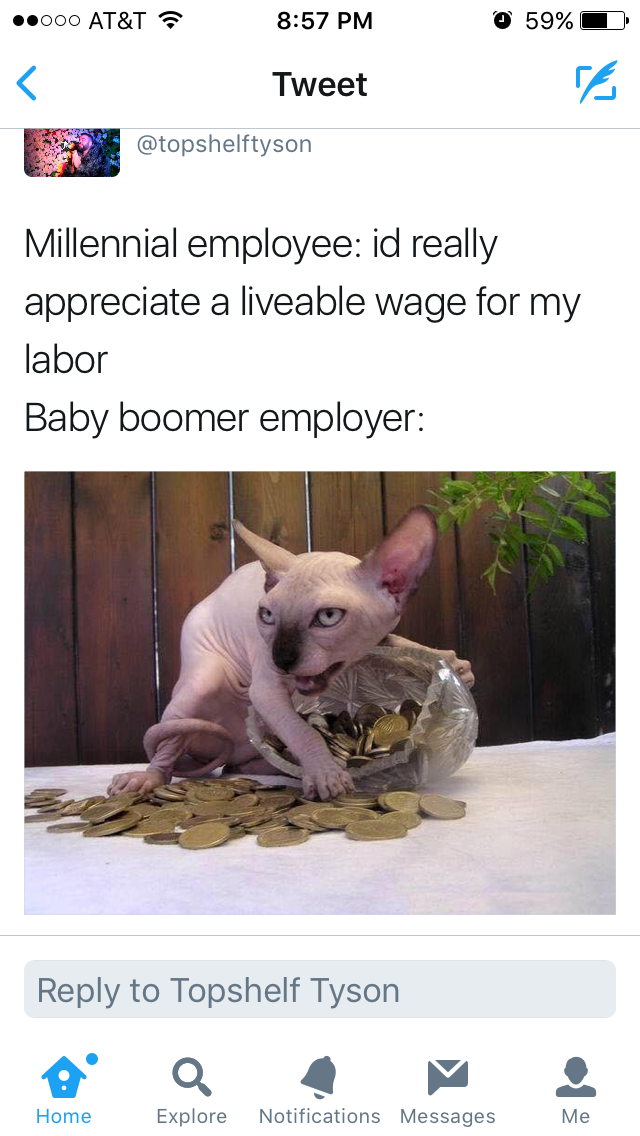 AT&T 8:57 PM 59%
Tweet
@topshelftyson
Millennial employee: id really
appreciate a liveable wage for my
labor
Baby boomer employer:
Reply to Topshelf Tyson
Home Explore Notifications Messages Me